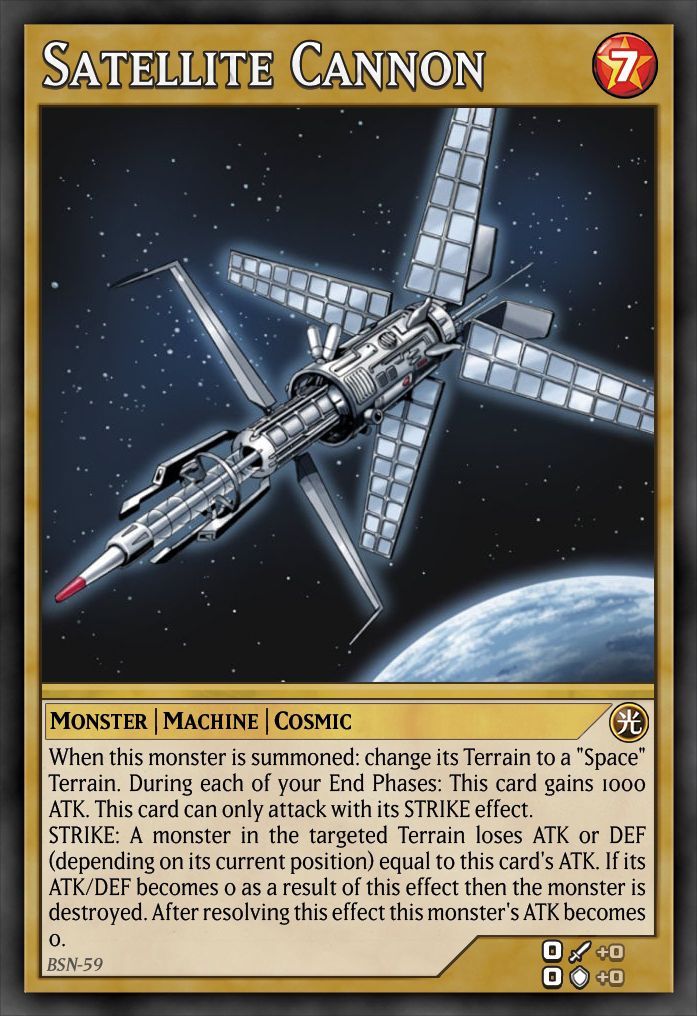 Satellite Cannon
7
Monster | Machine | Cosmic
光
When this monster is summoned: change its Terrain to a "Space"
Terrain. During each of your End Phases: This card gains 1000
ATK. This card can only attack with its STRIKE effect.
STRIKE: A monster in the targeted Terrain loses ATK or DEF
(depending on its current position) equal to this card's ATK. If its
ATK/DEF becomes 0 as a result of this effect then the monster is
destroyed. After resolving this effect this monster's ATK becomes
0.
BSN-59
0 +0
0 +0